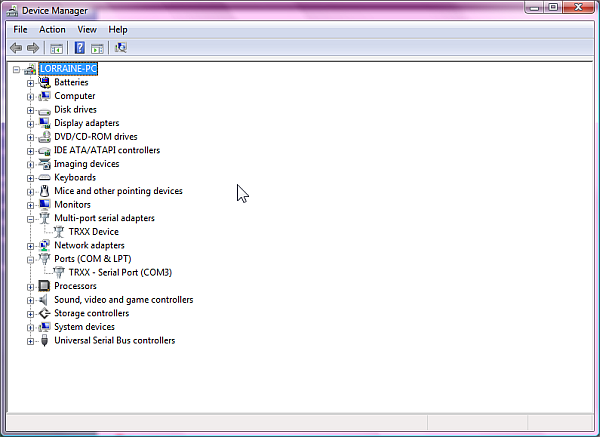 Device Manager
File Action View Help
LORRAINE-PC
Batteries
Computer
Disk drives
Display adapters
DVD/CD-ROM drives
IDE ATA/ATAPI controllers
Imaging devices
Keyboards
Mice and other pointing devices
Monitors
Multi-port serial adapters
TRXX Device
Network adapters
Ports (COM & LPT)
TRXX - Serial Port (COM3)
Processors
Sound, video and game controllers
Storage controllers
System devices
Universal Serial Bus controllers